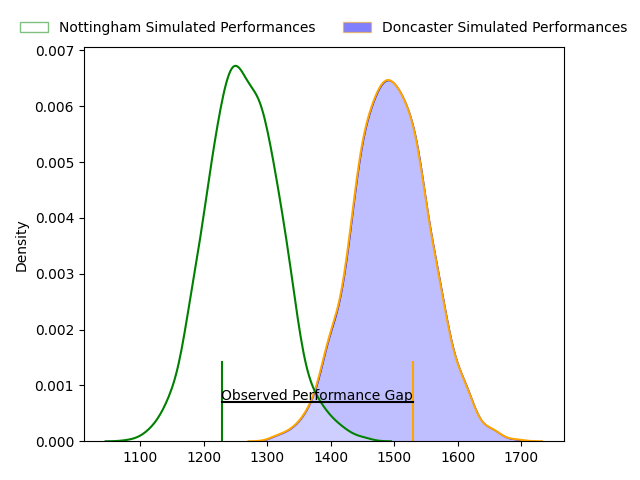 Nottingham Simulated Performances
Doncaster Simulated Performances
0.007
0.006
0.005
0.004
0.003
0.002
0.001
0.000
Density
Observed Performance Gap
1100 1200 1300 1400 1500 1600 1700